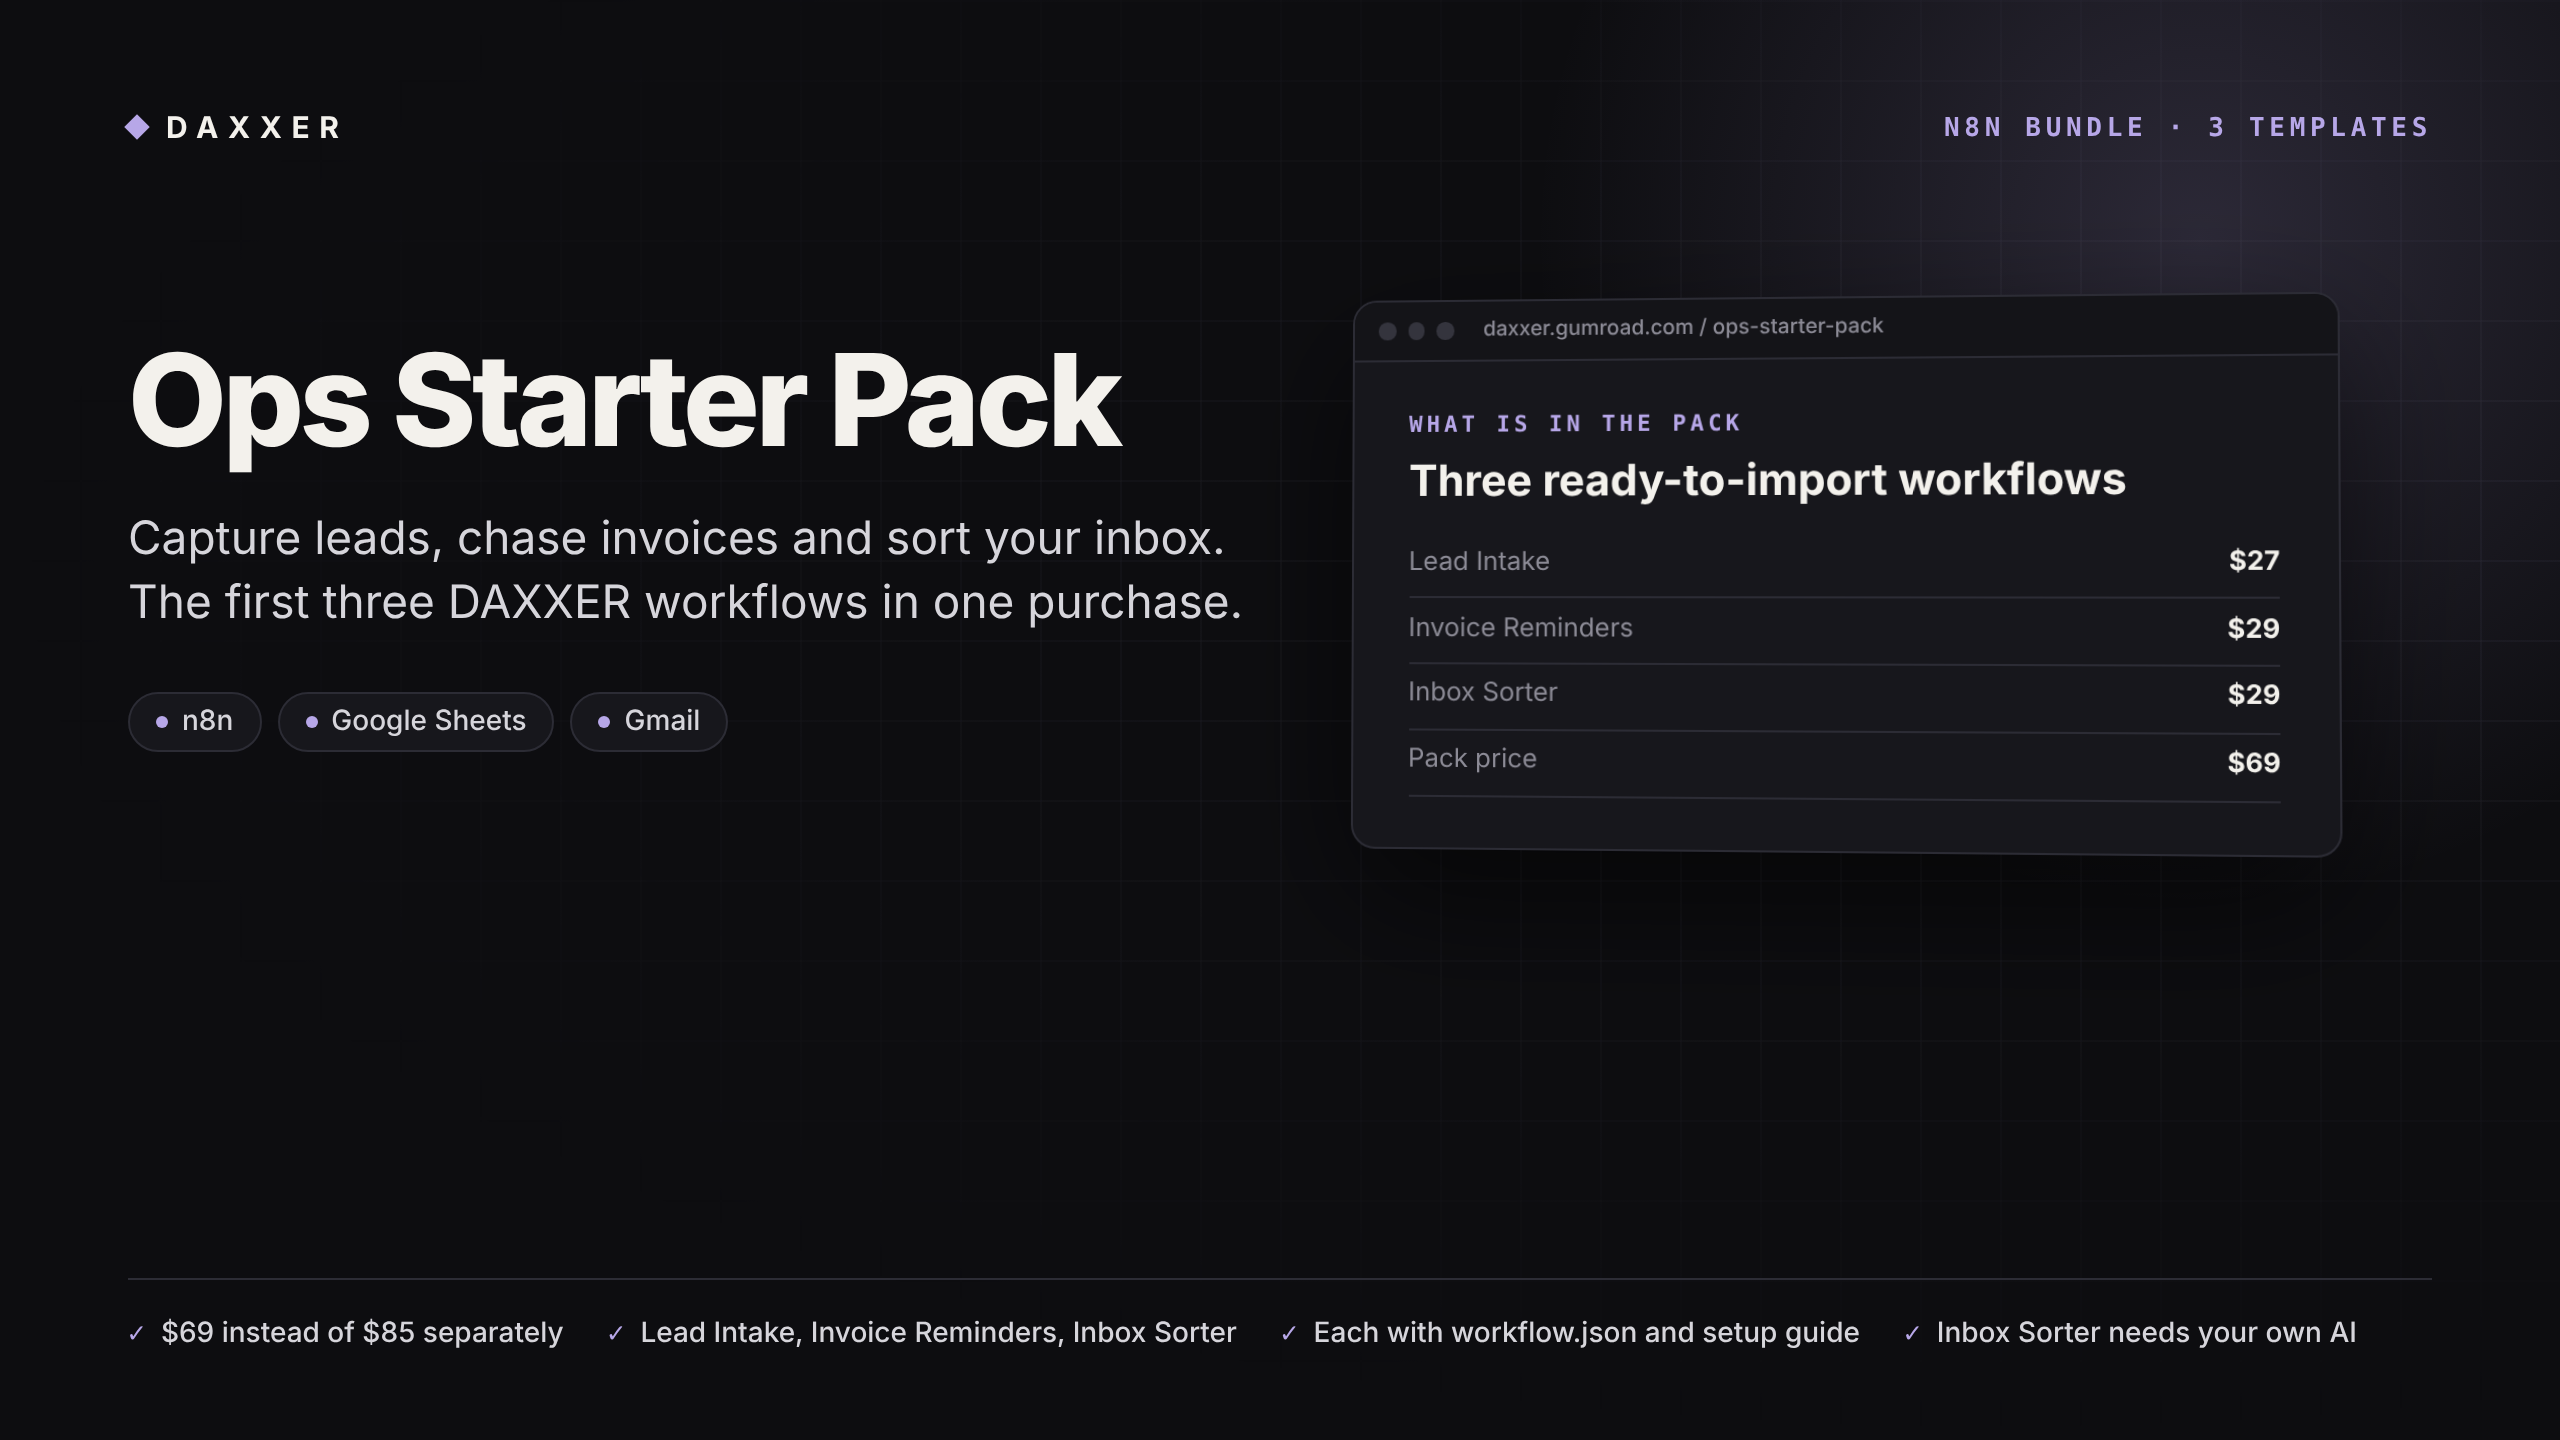 DAXXER
N8N BUNDLE · 3 TEMPLATES
Ops Starter Pack
Capture leads, chase invoices and sort your inbox.
The first three DAXXER workflows in one purchase.
n8n
Google Sheets
Gmail
daxxer.gumroad.com / ops-starter-pack
WHAT IS IN THE PACK
Three ready-to-import workflows
Lead Intake $27
Invoice Reminders $29
Inbox Sorter $29
Pack price $69
✓ $69 instead of $85 separately ✓ Lead Intake, Invoice Reminders, Inbox Sorter ✓ Each with workflow.json and setup guide ✓ Inbox Sorter needs your own AI